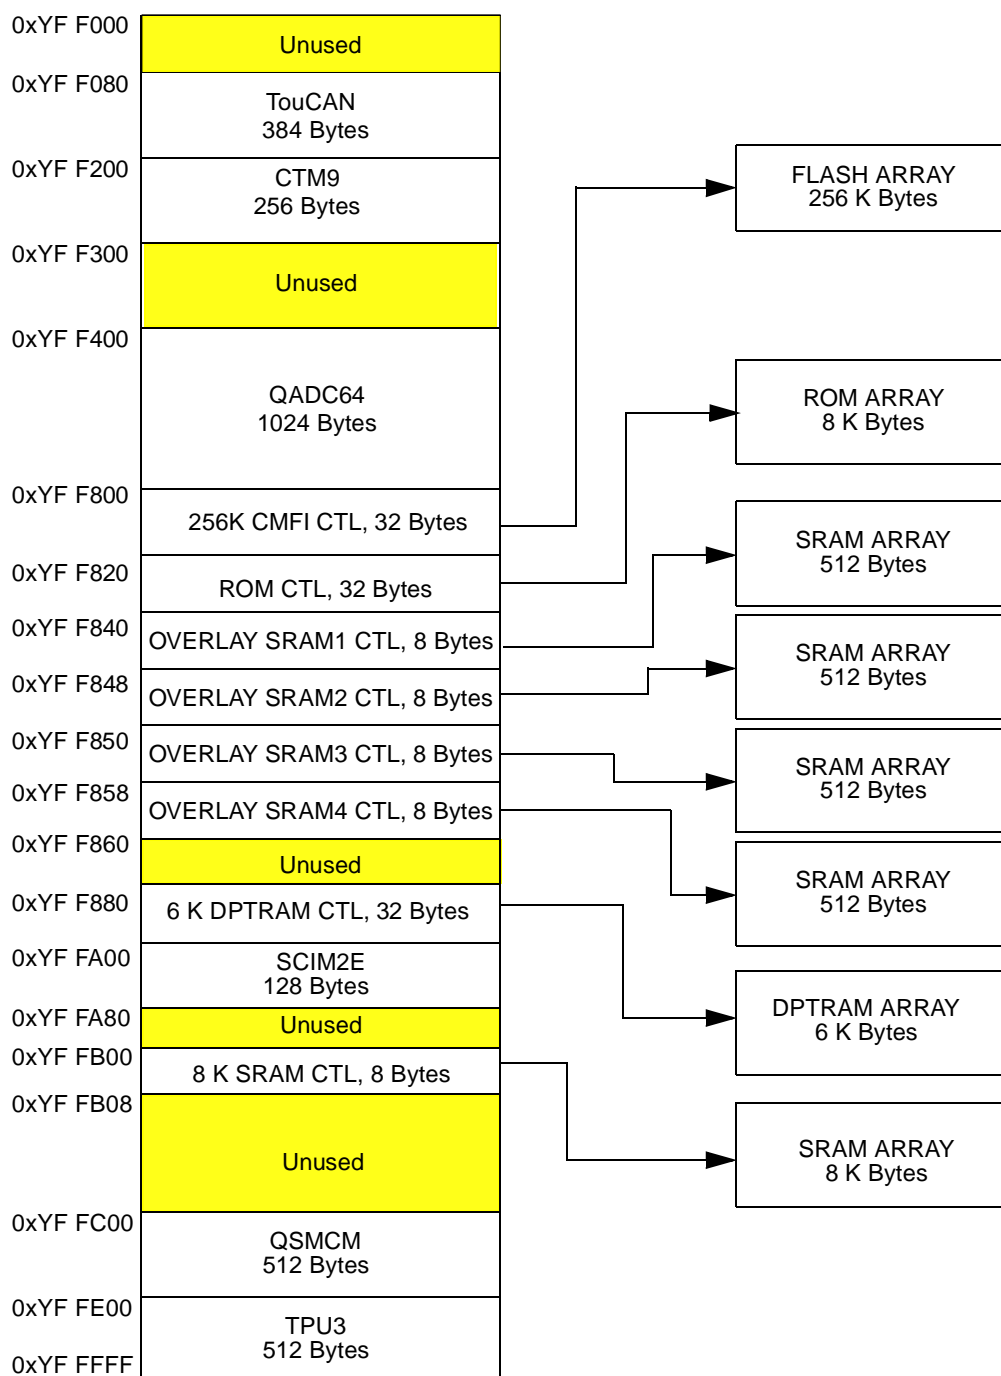 0xYF F000
Unused
0xYF F080
TouCAN
384 Bytes
0xYF F200
CTM9
256 Bytes
FLASH ARRAY
256 K Bytes
0xYF F300
Unused
0xYF F400
QADC64
1024 Bytes
ROM ARRAY
8 K Bytes
0xYF F800
256K CMFI CTL, 32 Bytes
SRAM ARRAY
512 Bytes
0xYF F820
ROM CTL, 32 Bytes
0xYF F840
OVERLAY SRAM1 CTL, 8 Bytes
SRAM ARRAY
512 Bytes
0xYF F848
OVERLAY SRAM2 CTL, 8 Bytes
0xYF F850
OVERLAY SRAM3 CTL, 8 Bytes
SRAM ARRAY
512 Bytes
0xYF F858
OVERLAY SRAM4 CTL, 8 Bytes
0xYF F860
Unused
SRAM ARRAY
512 Bytes
0xYF F880
6 K DPTRAM CTL, 32 Bytes
0xYF FA00
SCIM2E
128 Bytes
DPTRAM ARRAY
6 K Bytes
0xYF FA80
Unused
0xYF FB00
8 K SRAM CTL, 8 Bytes
0xYF FB08
Unused
SRAM ARRAY
8 K Bytes
0xYF FC00
QSMCM
512 Bytes
0xYF FE00
TPU3
512 Bytes
0xYF FFFF